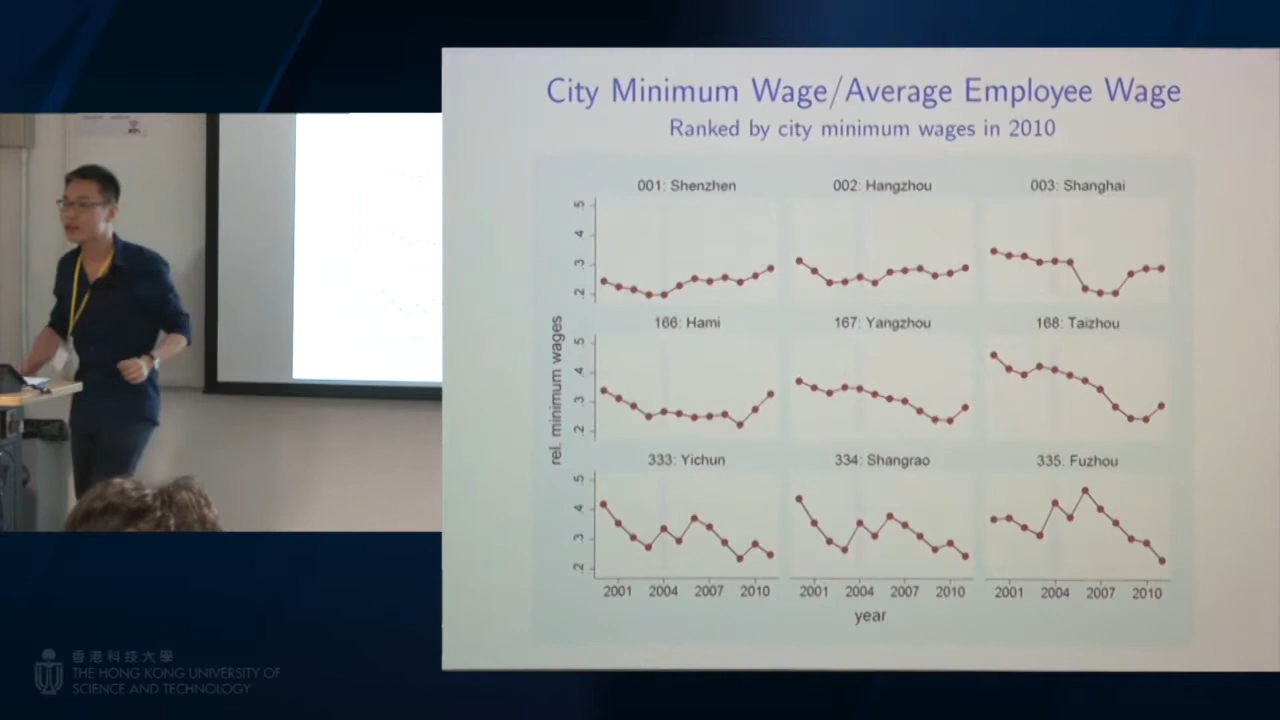 City Minimum Wage/Average Employee Wage
Ranked by city minimum wages in 2010
001: Shenzhen
002: Hangzhou
003: Shanghai
.5
.4
.3
.2
166: Hami
167: Yangzhou
168: Taizhou
.5
.4
.3
.2
333: Yichun
334: Shangrao
335: Fuzhou
.5
.4
.3
.2
2001 2004 2007 2010
2001 2004 2007 2010
2001 2004 2007 2010
rel. minimum wages
year
香港科技大學
THE HONG KONG UNIVERSITY OF
SCIENCE AND TECHNOLOGY